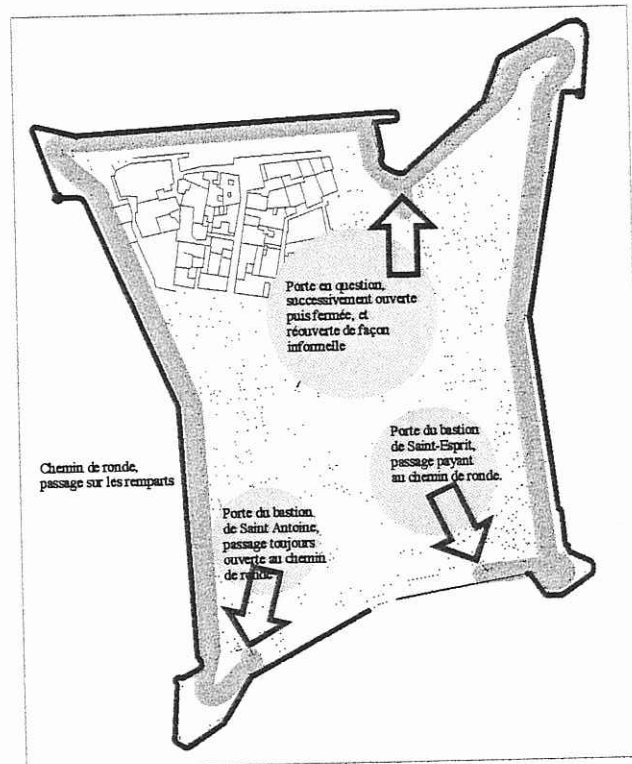 Porte en question,
successivement ouverte
puis fermée, et
réouverte de façon
informelle
Chemin de ronde,
passage sur les remparts
Porte du bastion
de Saint-Esprit,
passage payant
au chemin de ronde.
Porte du bastion
de Saint Antoine,
passage toujours
ouverte au chemin
de ronde